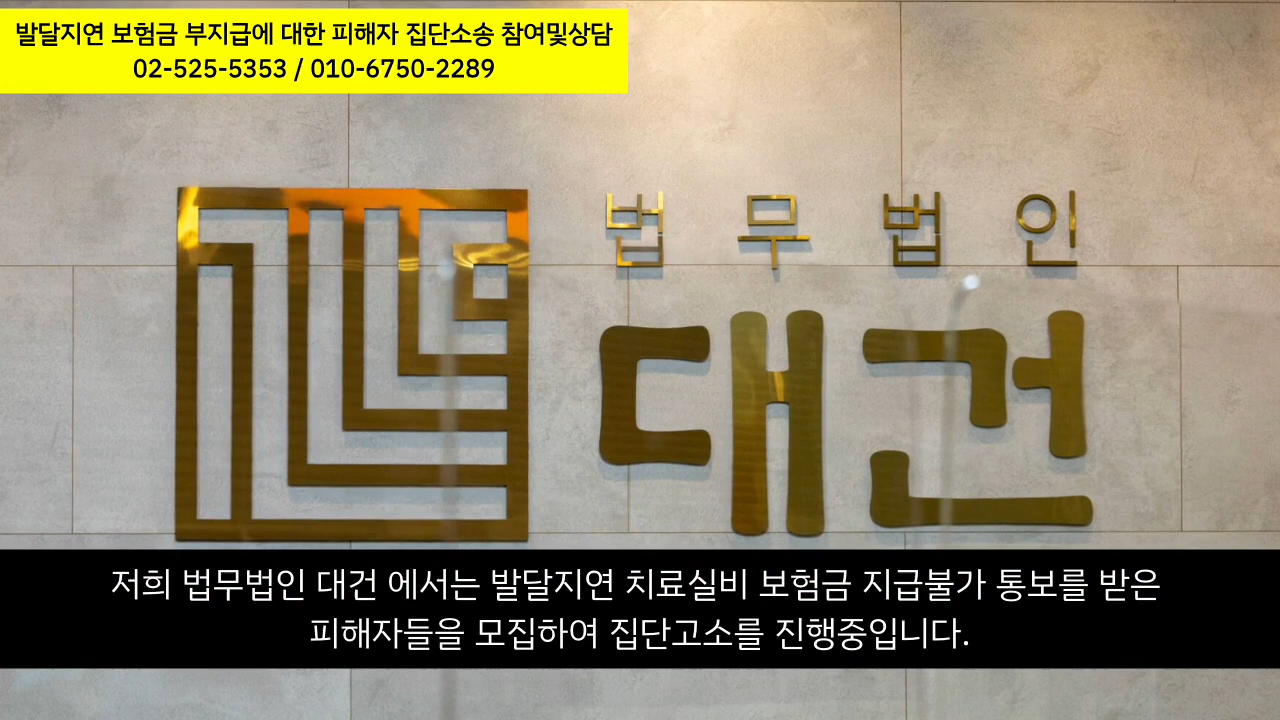 발달지연 보험금 부지급에 대한 피해자 집단소송 참여및상담
02-525-5353 / 010-6750-2289
법무법인
대건
저희 법무법인 대건 에서는 발달지연 치료실비 보험금 지급불가 통보를 받은
피해자들을 모집하여 집단고소를 진행중입니다.